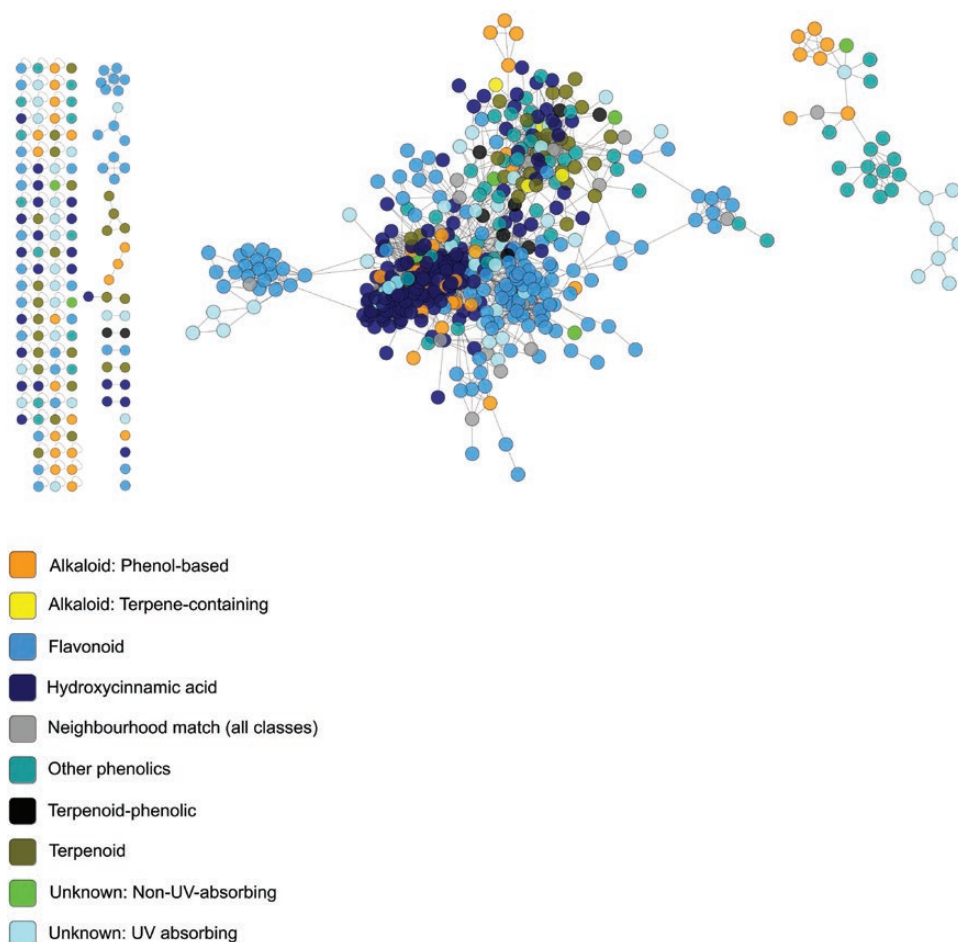 Alkaloid: Phenol-based
Alkaloid: Terpene-containing
Flavonoid
Hydroxycinnamic acid
Neighbourhood match (all classes)
Other phenolics
Terpenoid-phenolic
Terpenoid
Unknown: Non-UV-absorbing
Unknown: UV absorbing